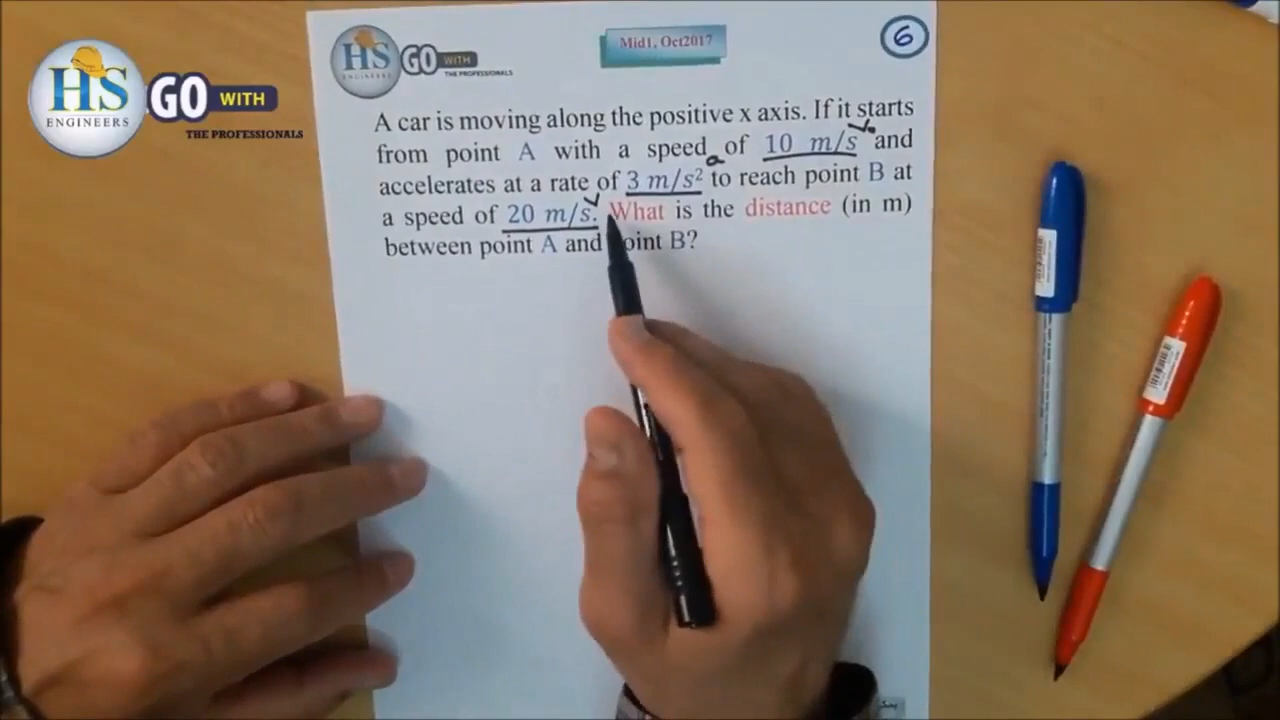 HS
ENGINEERS
GO WITH
THE PROFESSIONALS
HS
ENGINEERS
GO WITH
THE PROFESSIONALS
Mid1, Oct2017
6
A car is moving along the positive x axis. If it starts
from point A with a speed of 10 m/s and
accelerates at a rate of 3 m/s² to reach point B at
a speed of 20 m/s. What is the distance (in m)
between point A and point B?
v₀
a
v